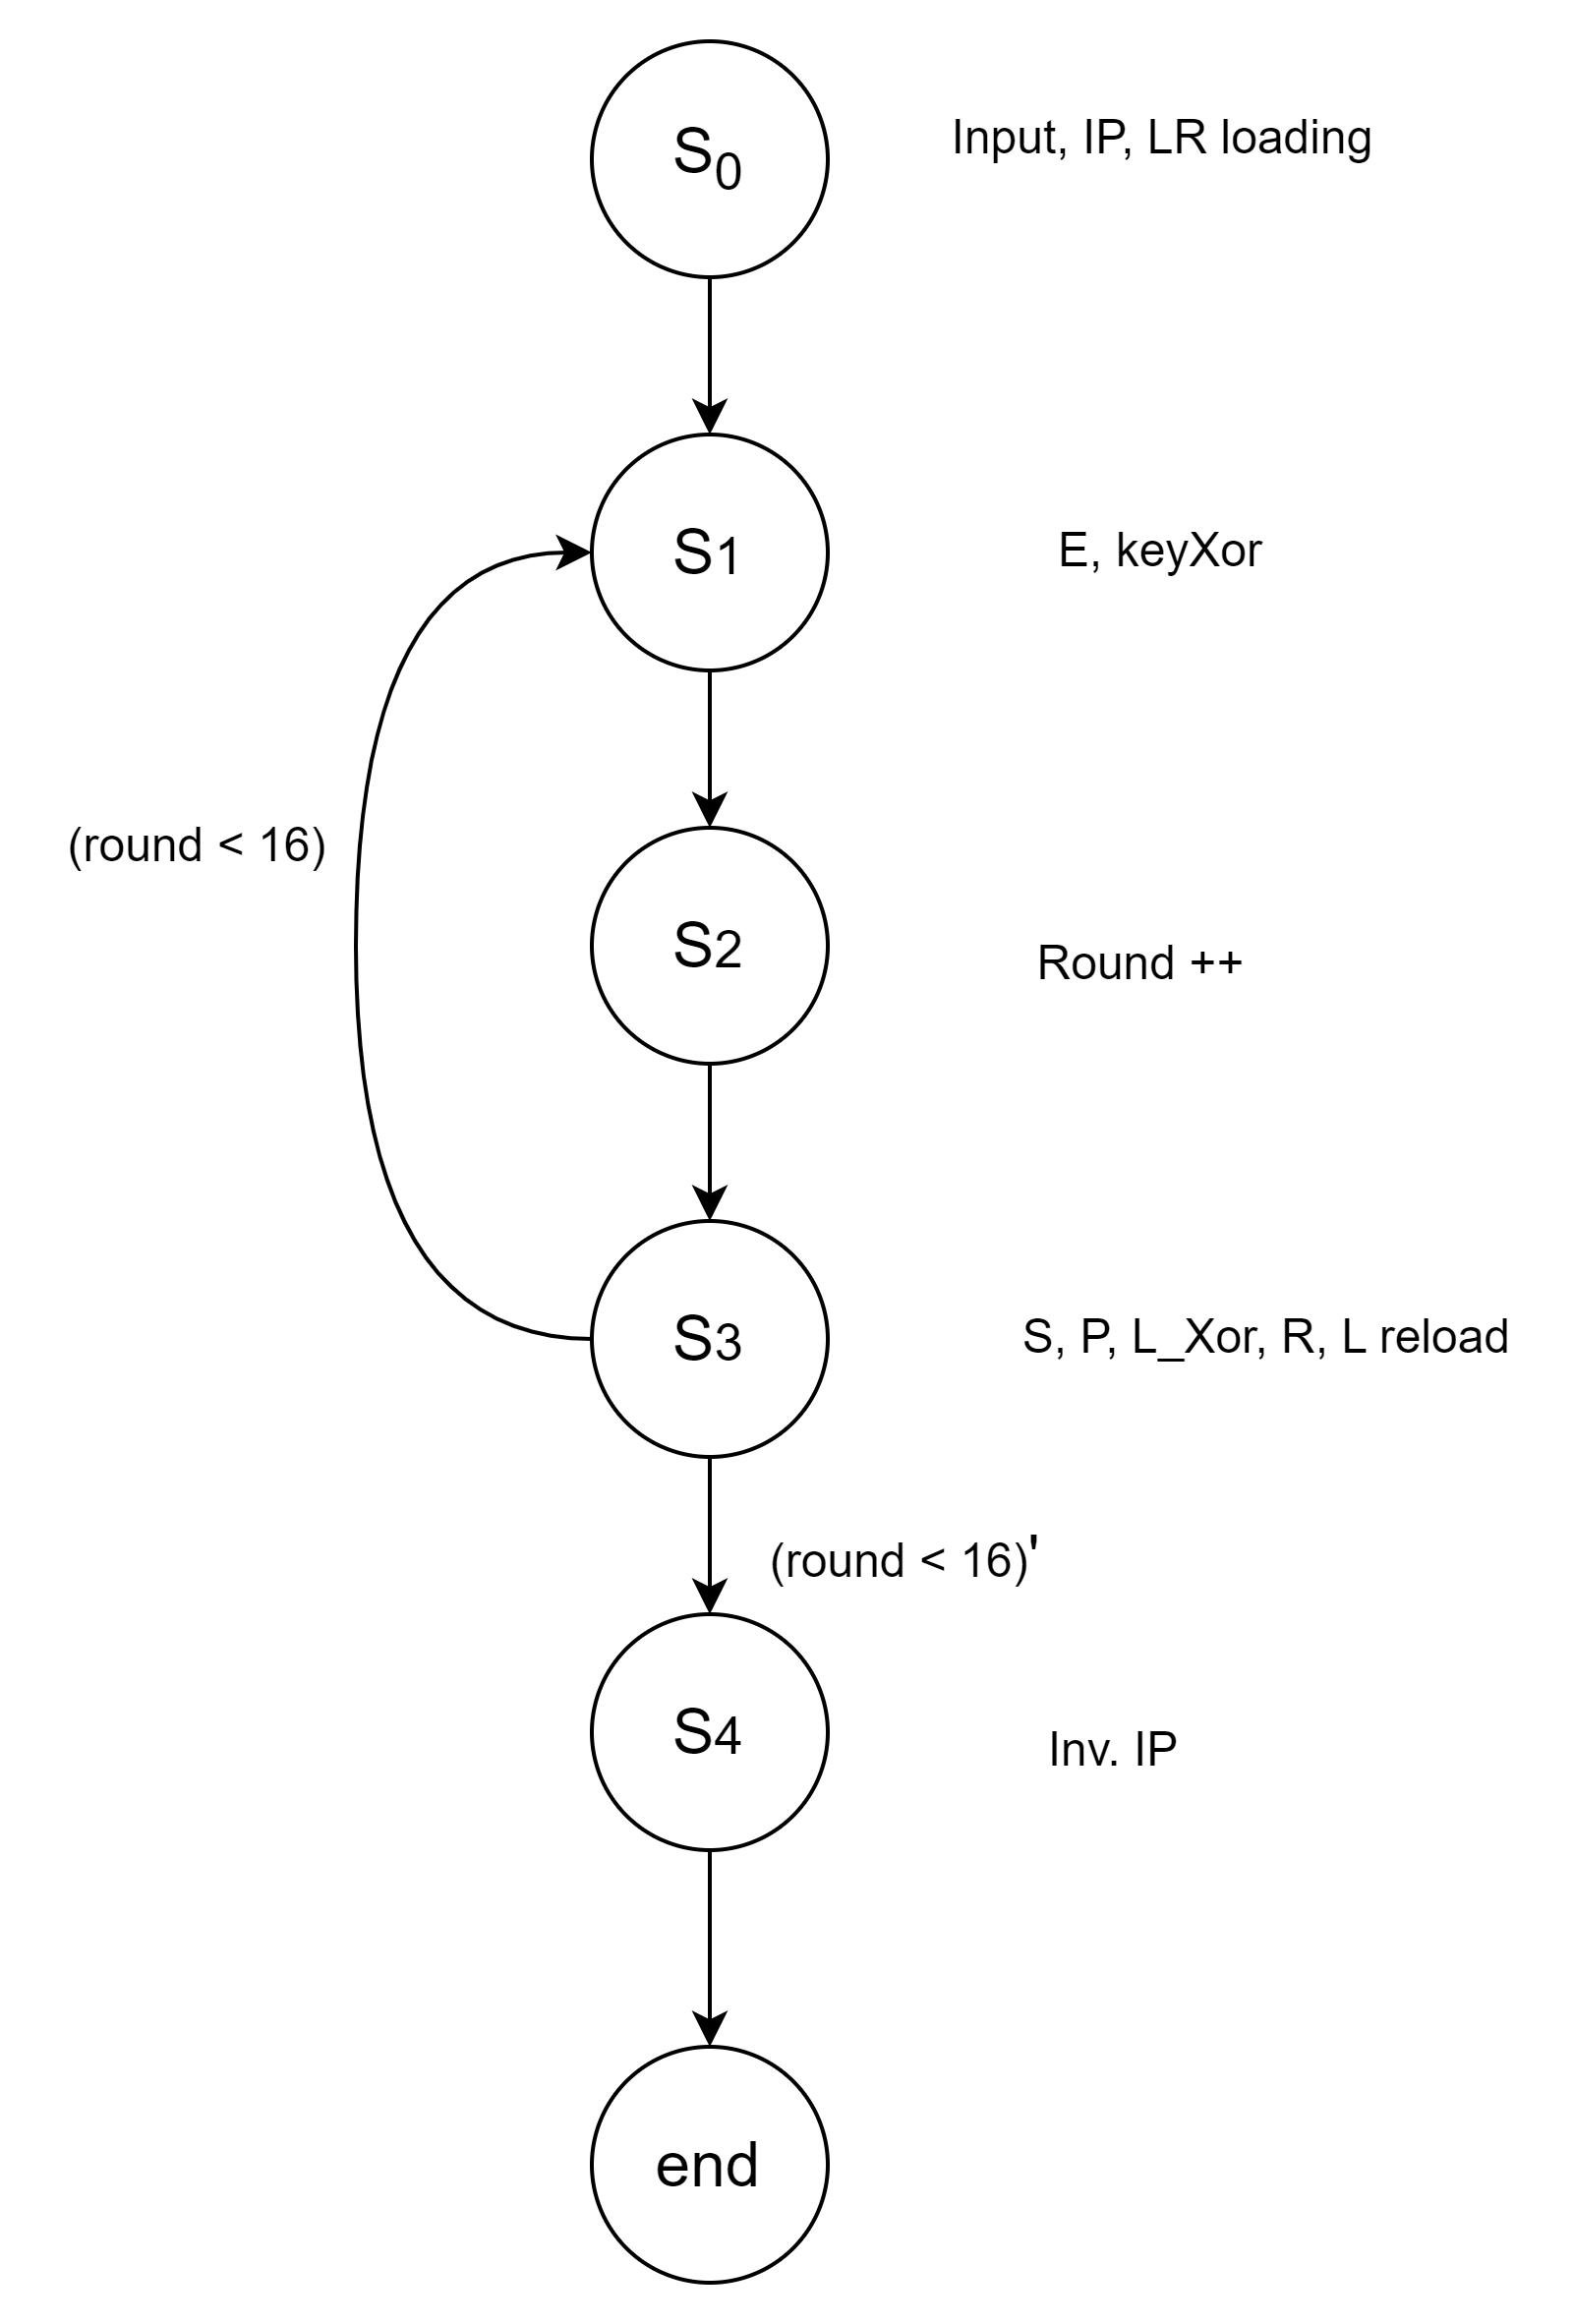 S0
Input, IP, LR loading
S1
E, keyXor
(round < 16)
S2
Round ++
S3
S, P, L_Xor, R, L reload
(round < 16)'
S4
Inv. IP
end